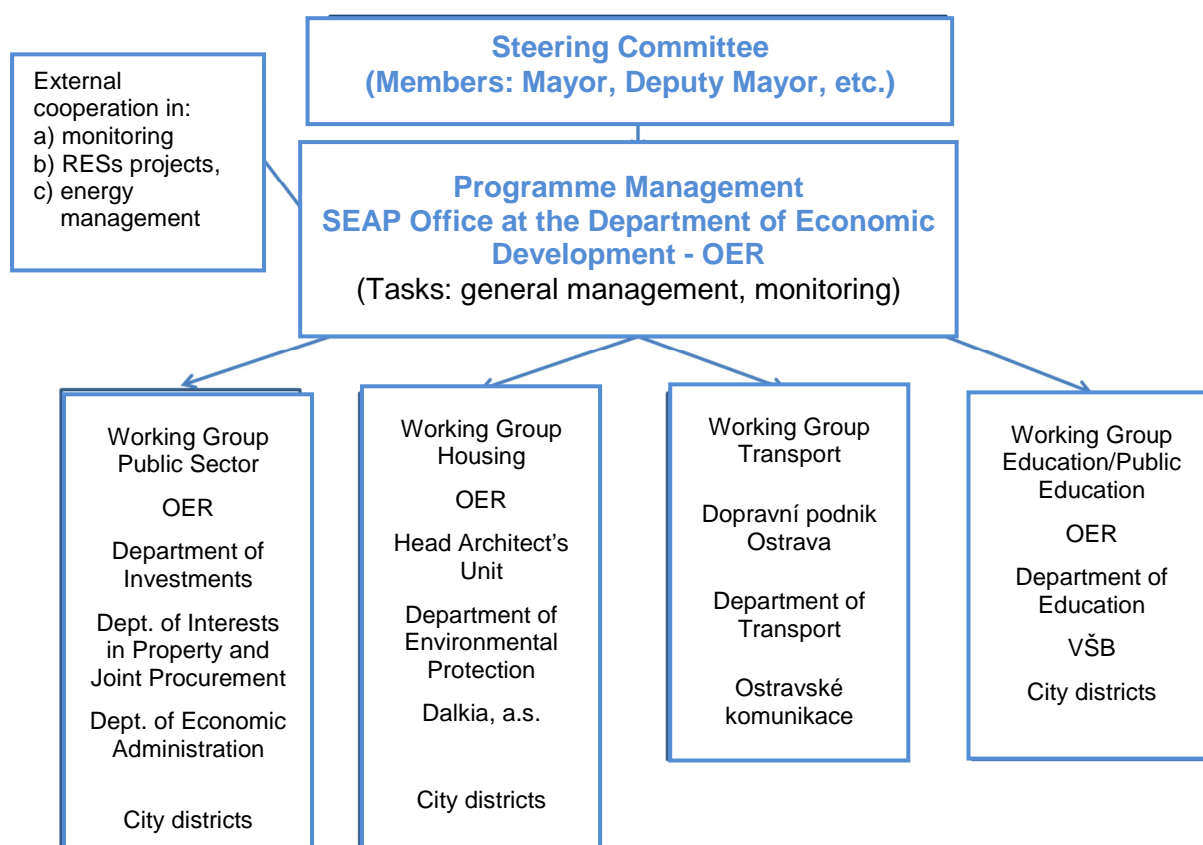 Steering Committee
(Members: Mayor, Deputy Mayor, etc.)
External
cooperation in:
a) monitoring
b) RESs projects,
c) energy
management
Programme Management
SEAP Office at the Department of Economic
Development - OER
(Tasks: general management, monitoring)
Working Group
Public Sector
OER
Department of
Investments
Dept. of Interests
in Property and
Joint Procurement
Dept. of Economic
Administration
City districts
Working Group
Housing
OER
Head Architect's
Unit
Department of
Environmental
Protection
Dalkia, a.s.
City districts
Working Group
Transport
Dopravní podnik
Ostrava
Department of
Transport
Ostravské
komunikace
Working Group
Education/Public
Education
OER
Department of
Education
VŠB
City districts